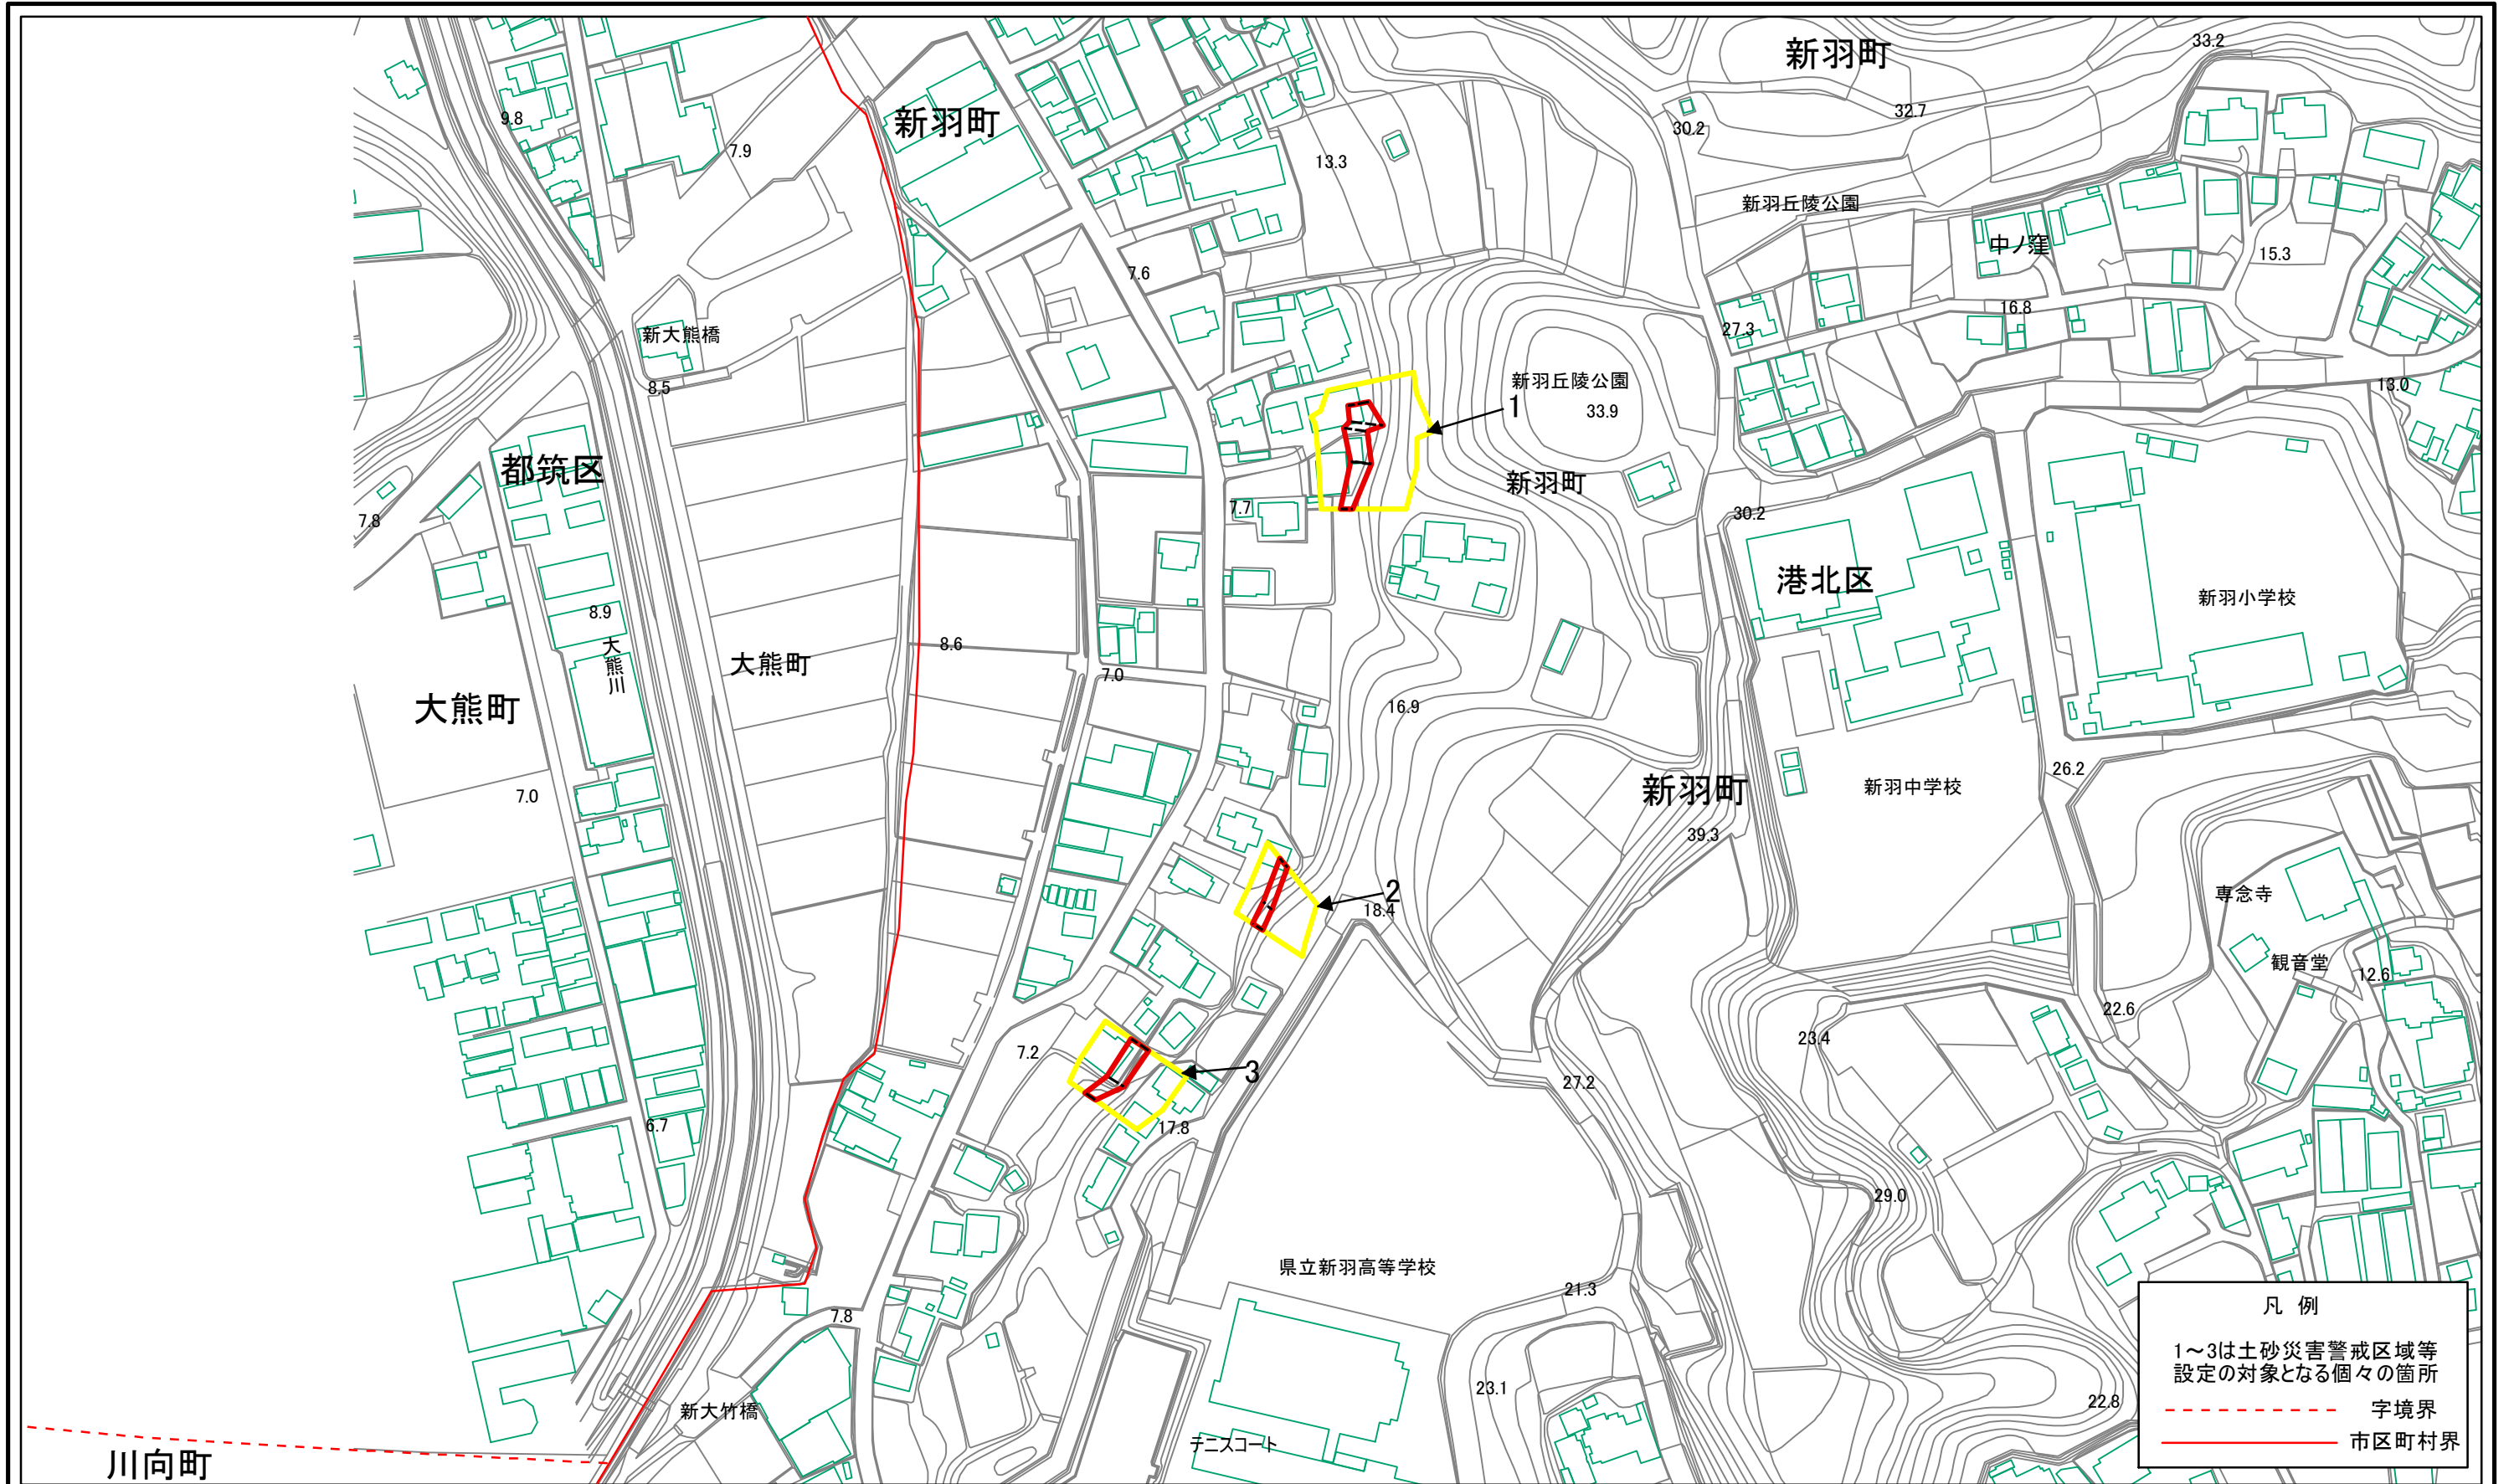 新羽町
33.2
9.8
新羽町
32.7
30.2
7.9
13.3
新羽丘陵公園
中ノ窪
15.3
7.6
16.8
新大熊橋
27.3
8.5
新羽丘陵公園
33.9
13.0
1
都筑区
新羽町
7.7
30.2
7.8
港北区
新羽小学校
8.9
大熊川
大熊町
8.6
7.0
大熊町
16.9
26.2
7.0
新羽町
新羽中学校
39.3
2
18.4
専念寺
観音堂
12.6
22.6
23.4
7.2
3
27.2
6.7
17.8
29.0
県立新羽高等学校
21.3
7.8
23.1
22.8
新大竹橋
テニスコート
川向町
凡 例
1～3は土砂災害警戒区域等
設定の対象となる個々の箇所
字境界
市区町村界